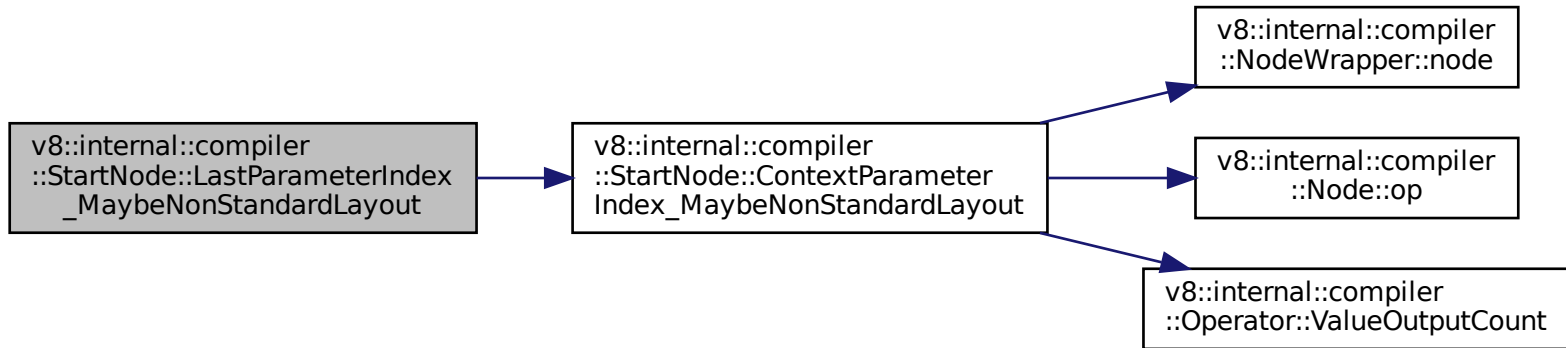 v8::internal::compiler
::StartNode::LastParameterIndex
_MaybeNonStandardLayout
v8::internal::compiler
::StartNode::ContextParameter
Index_MaybeNonStandardLayout
v8::internal::compiler
::NodeWrapper::node
v8::internal::compiler
::Node::op
v8::internal::compiler
::Operator::ValueOutputCount